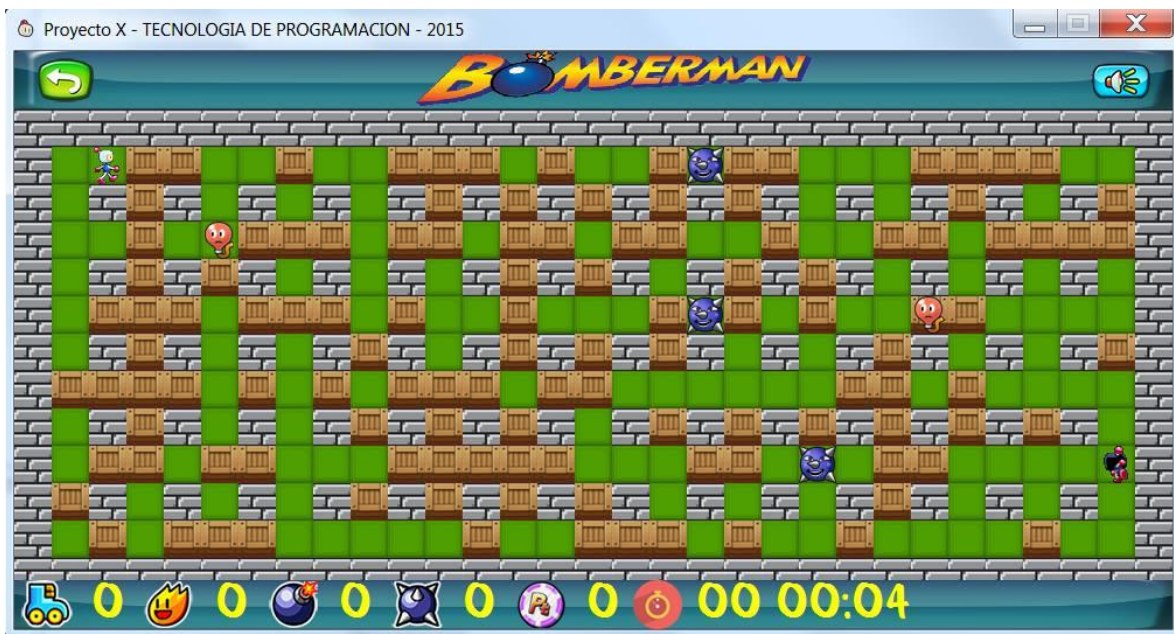 Proyecto X - TECNOLOGIA DE PROGRAMACION - 2015
BOMBERMAN
0 0 0 0 0 00 00:04